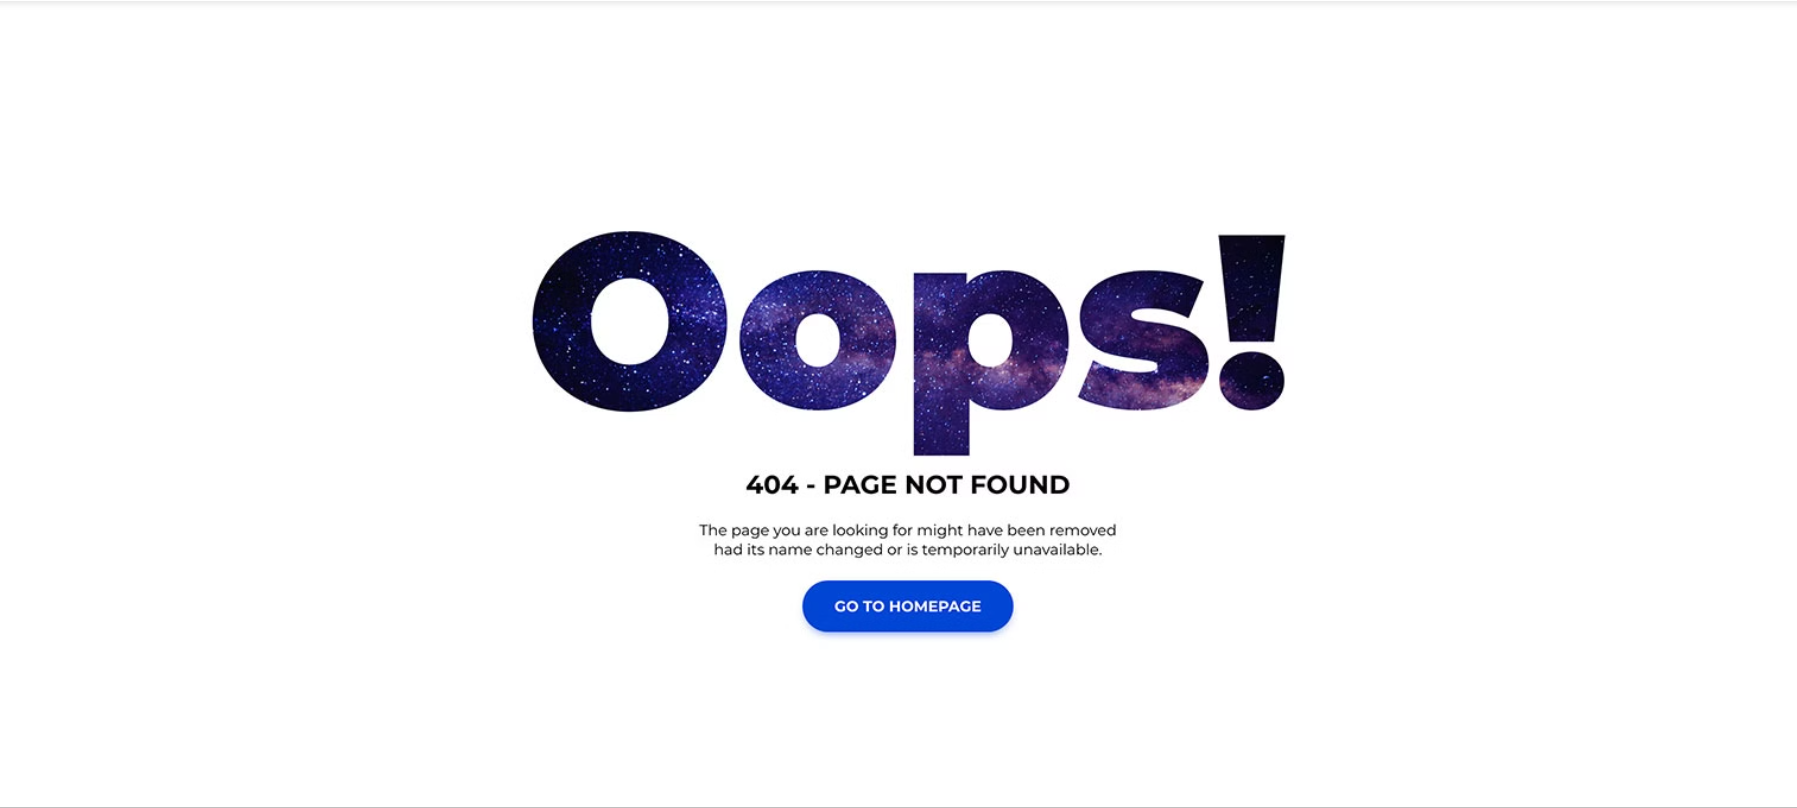 Oops!
404 - PAGE NOT FOUND
The page you are looking for might have been removed
had its name changed or is temporarily unavailable.
GO TO HOMEPAGE